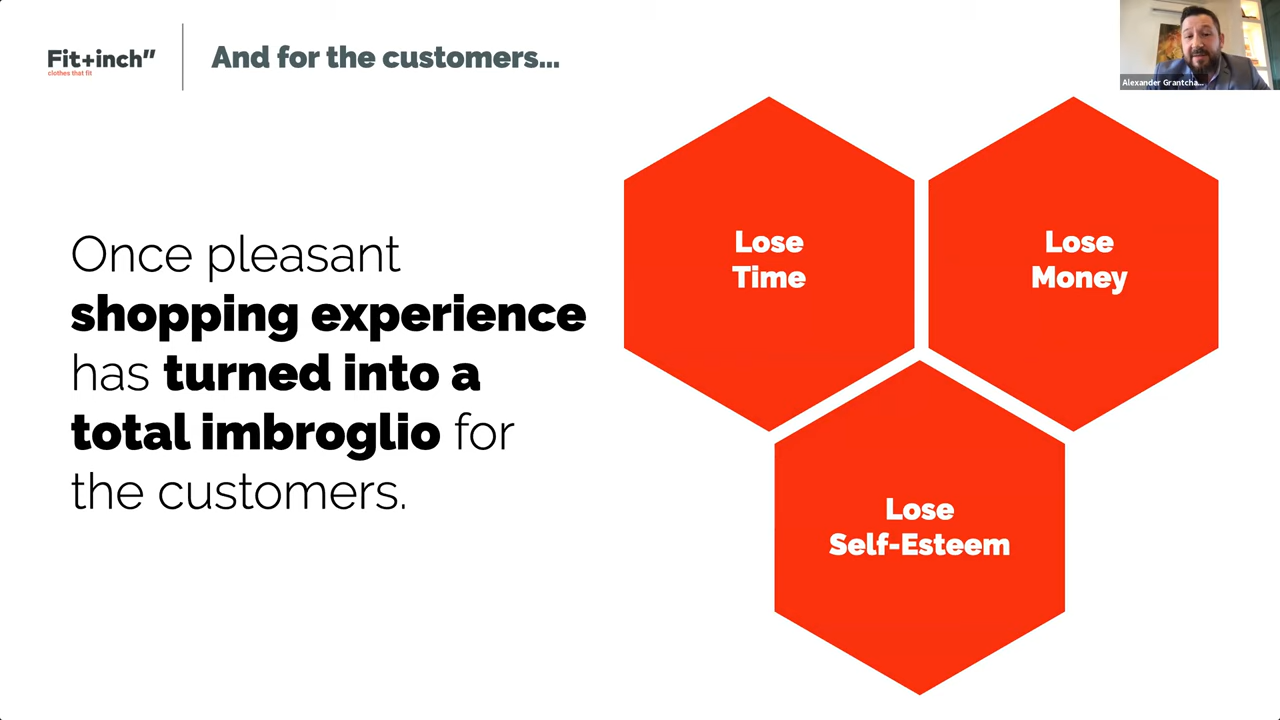 Fit+inch”
clothes that fit
And for the customers...
Alexander Grantcha...
Once pleasant
shopping experience
has turned into a
total imbroglio for
the customers.
Lose
Time
Lose
Money
Lose
Self-Esteem